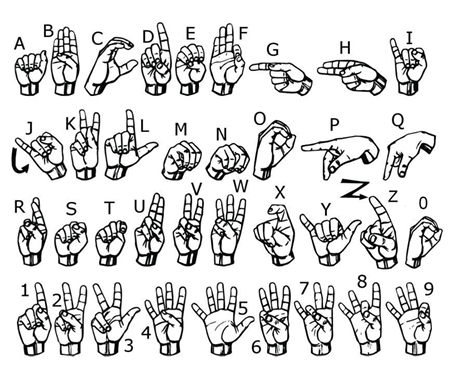 A B C D E F G H I
J K L M N O P Q
R S T U V W X Y Z 0
1 2 3 4 5 6 7 8 9